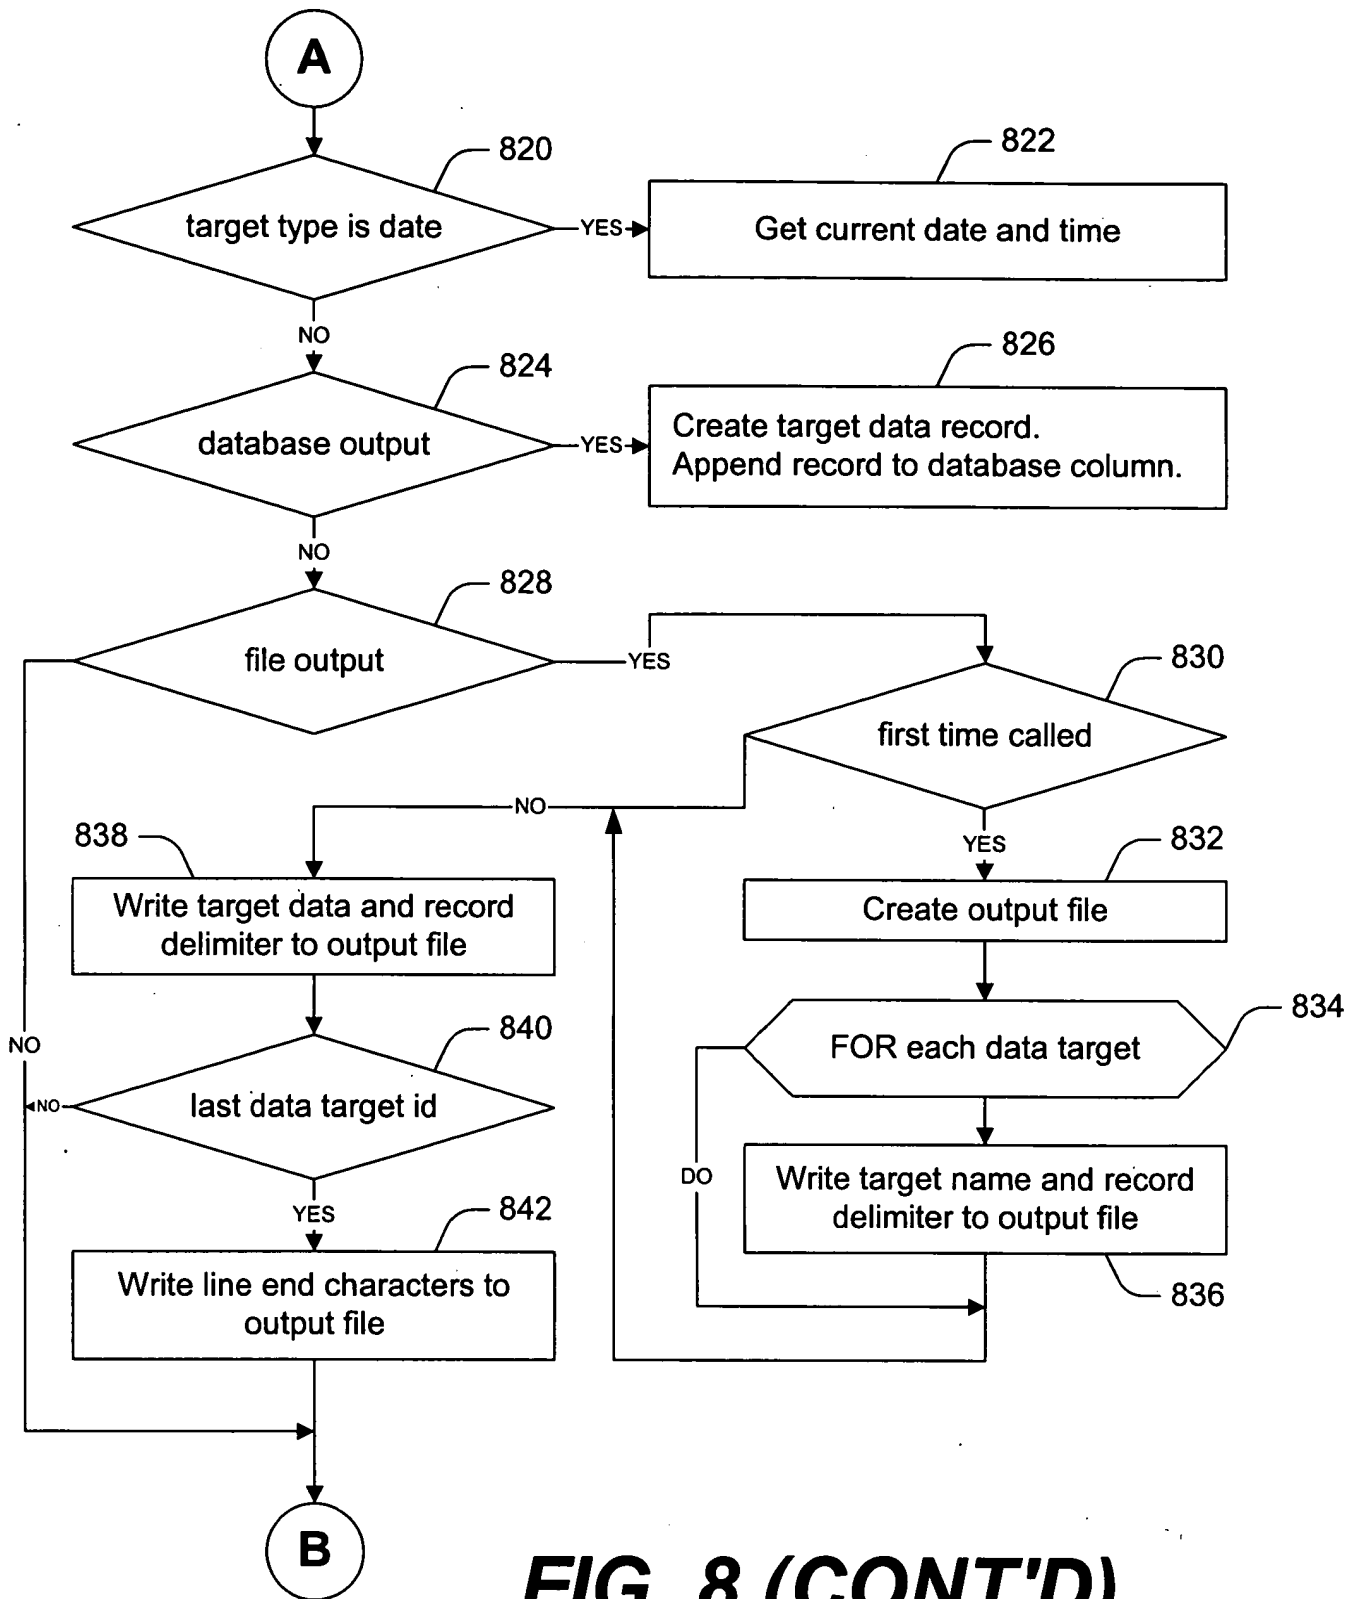 A
820
target type is date
YES
822
Get current date and time
NO
824
database output
YES
826
Create target data record.
Append record to database column.
NO
828
file output
YES
830
first time called
NO
YES
838
Write target data and record
delimiter to output file
832
Create output file
834
FOR each data target
NO
840
last data target id
NO
DO
Write target name and record
delimiter to output file
836
YES
842
Write line end characters to
output file
B
FIG. 8 (CONT'D)